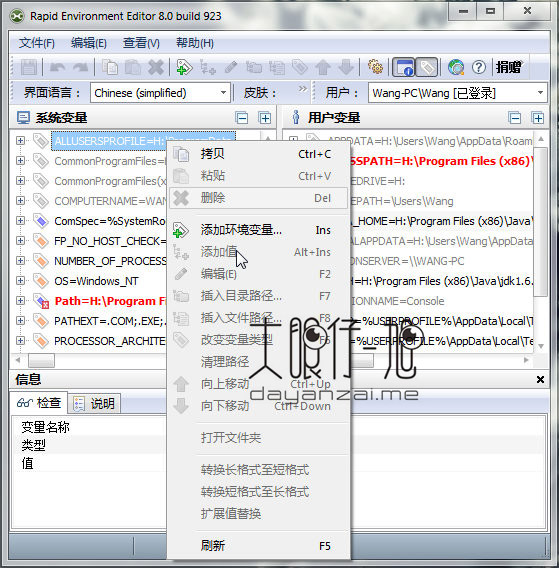 Rapid Environment Editor 8.0 build 923
文件(F) 编辑(E) 查看(V) 帮助(H)
捐赠
界面语言： Chinese (simplified) 皮肤： 用户： Wang-PC\Wang [已登录]
系统变量 用户变量
ALLUSERSPROFILE=H:\Program Data
APPDATA=H:\Users\Wang\AppData\Roam
CommonProgramFiles=
SSPATH=H:\Program Files (x86)\
CommonProgramFiles(
EDRIVE=H:
COMPUTERNAME=WAN
EPATH=\Users\Wang
ComSpec=%SystemRo
A_HOME=H:\Program Files (x86)\Java\
FP_NO_HOST_CHECK=
ALAPPDATA=H:\Users\Wang\AppData\L
NUMBER_OF_PROCESSO
ONSERVER=\\WANG-PC
OS=Windows_NT
H:\Program Files (x86)\Java\jdk1.6.
Path=H:\Program F
IONNAME=Console
PATHEXT=.COM;.EXE;.
=%USERPROFILE%\AppData\Local\Te
PROCESSOR_ARCHITE
=%USERPROFILE%\AppData\Local\Te
拷贝 Ctrl+C
粘贴 Ctrl+V
删除 Del
添加环境变量... Ins
添加值 Alt+Ins
编辑(E) F2
插入目录路径... F7
插入文件路径... F8
改变变量类型
清理路径
向上移动 Ctrl+Up
向下移动 Ctrl+Down
打开文件夹
转换长格式至短格式
转换短格式至长格式
扩展值替换
刷新 F5
大眼仔~旭
dayanzai.me
信息
检查 说明
变量名称
类型
值